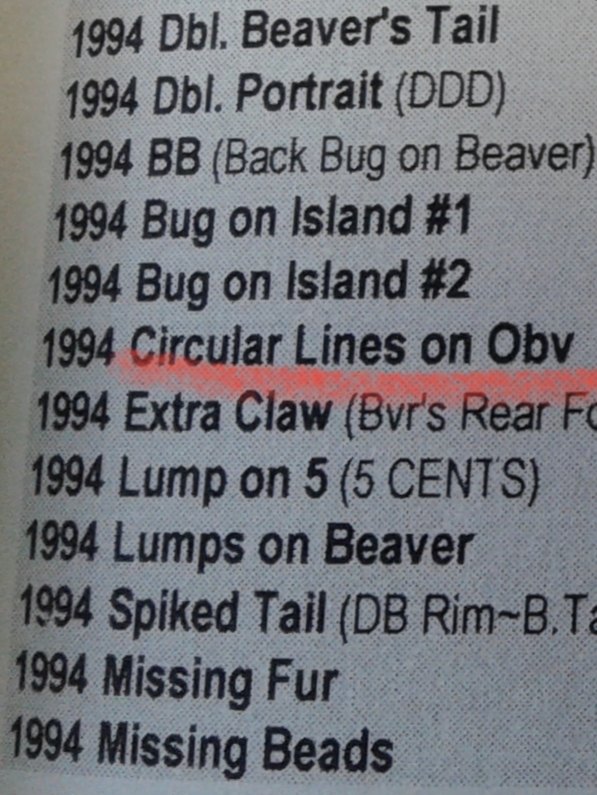 1994 Dbl. Beaver's Tail
1994 Dbl. Portrait (DDD)
1994 BB (Back Bug on Beaver)
1994 Bug on Island #1
1994 Bug on Island #2
1994 Circular Lines on Obv
1994 Extra Claw (Bvr's Rear
1994 Lump on 5 (5 CENTS)
1994 Lumps on Beaver
1994 Spiked Tail (DB Rim~B.
1994 Missing Fur
1994 Missing Beads